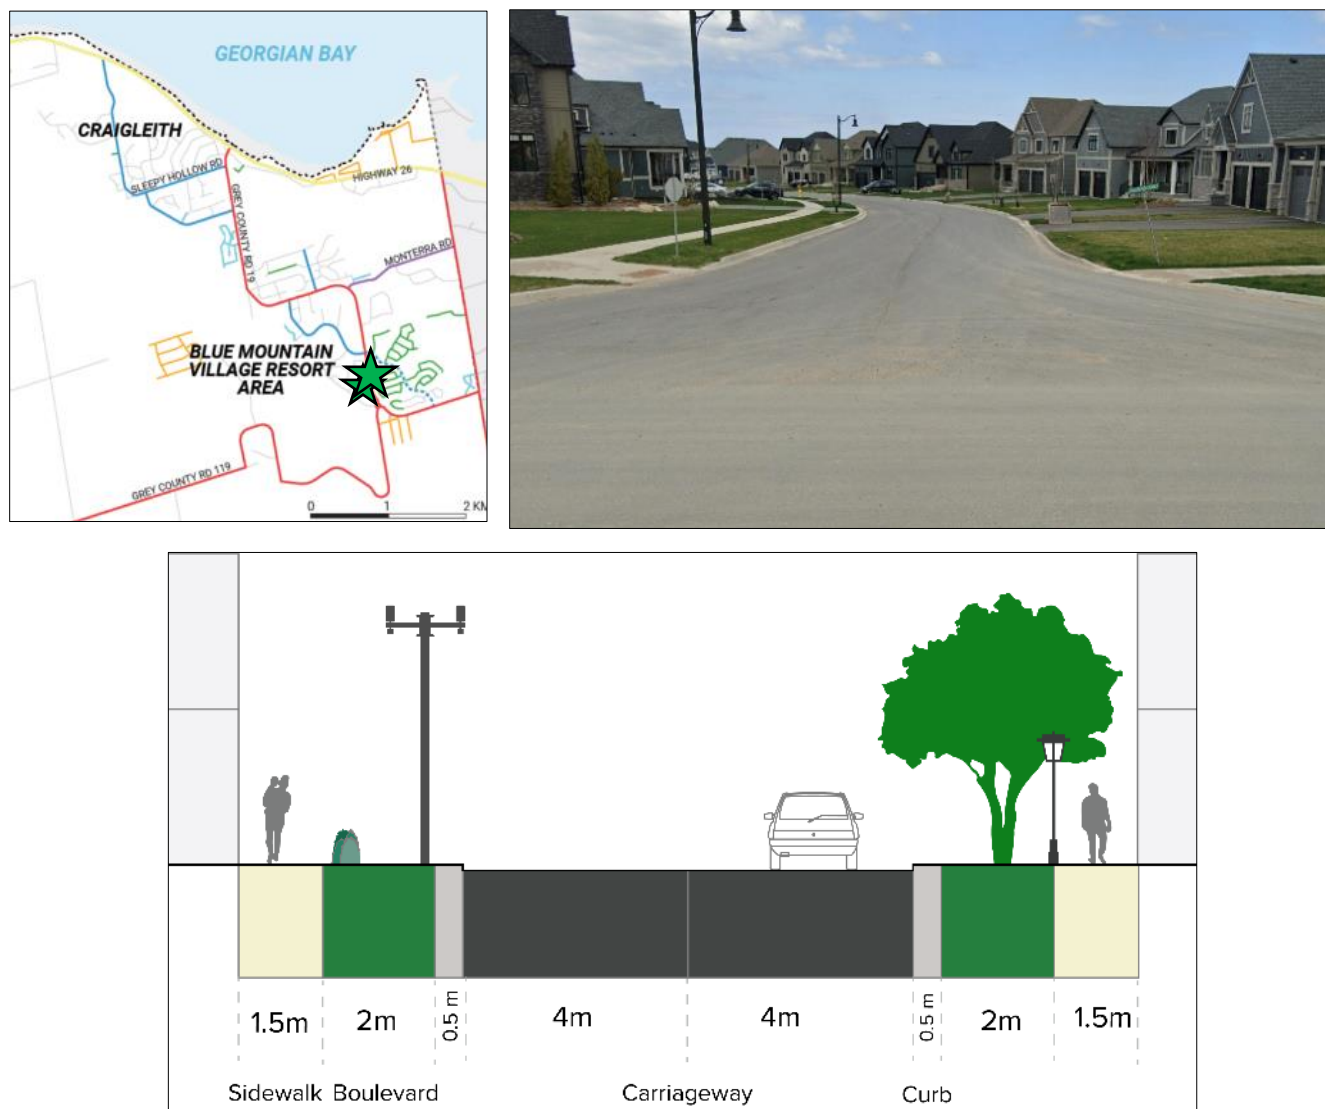 GEORGIAN BAY
CRAIGLEITH
SLEEPY HOLLOW RD
GREY COUNTY RD 19
HIGHWAY 26
MONTERRA RD
BLUE MOUNTAIN
VILLAGE RESORT
AREA
GREY COUNTY RD 119
0 1 2 KM
1.5m 2m 0.5 m 4m 4m 0.5 m 2m 1.5m
Sidewalk Boulevard Carriageway Curb